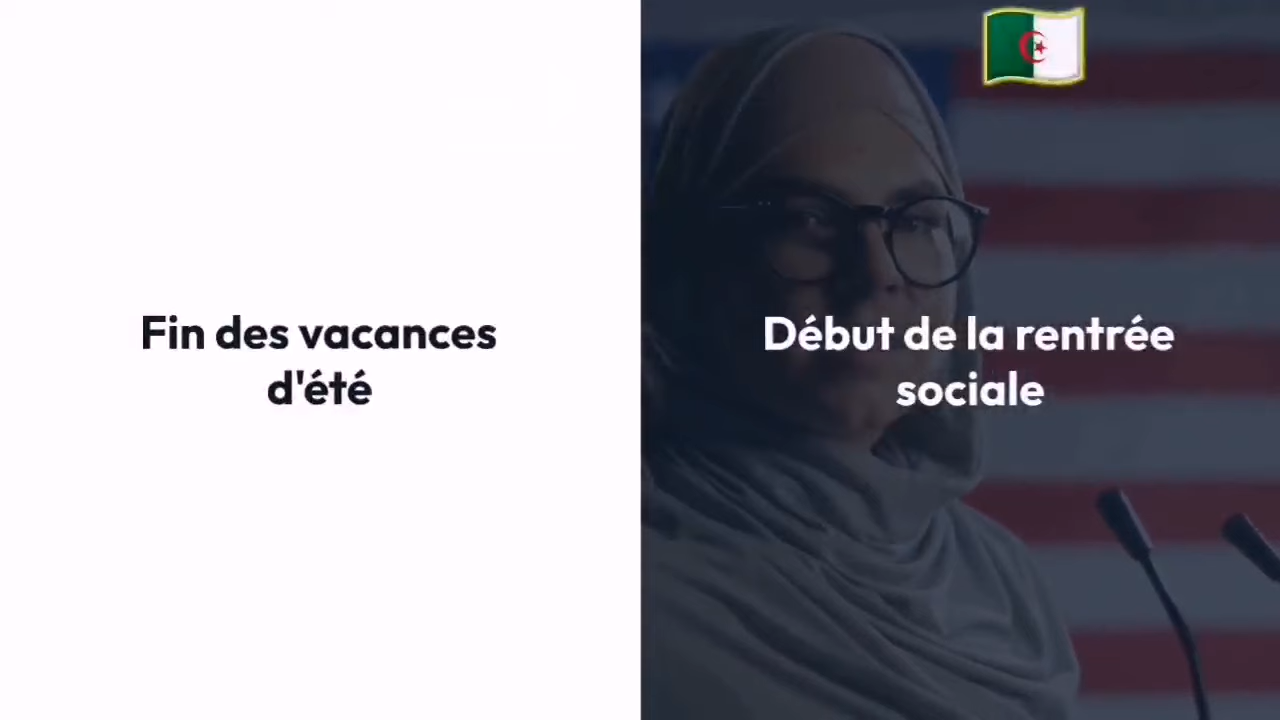 Fin des vacances
d'été
Début de la rentrée
sociale